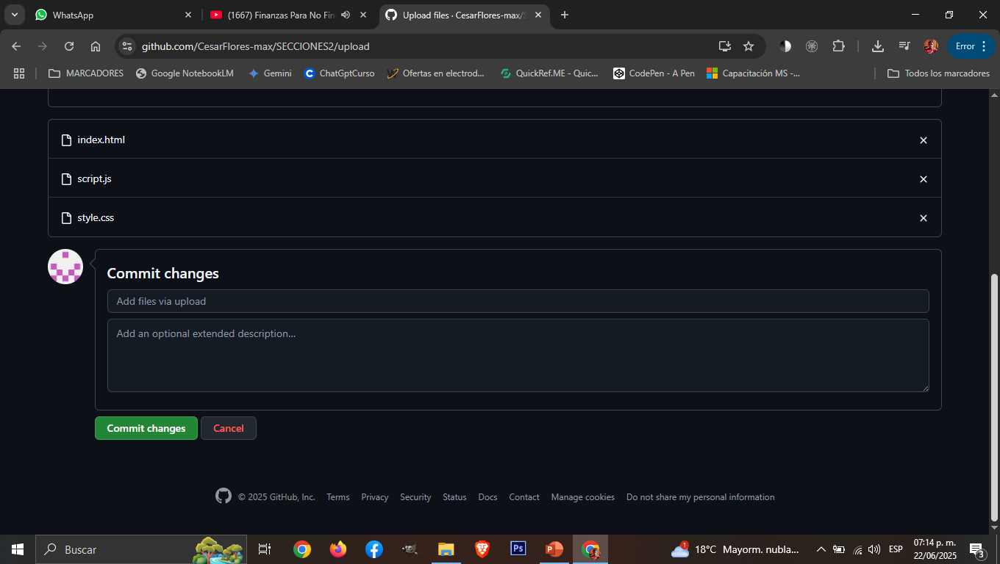 WhatsApp
(1667) Finanzas Para No Fin
Upload files · CesarFlores-max/S
github.com/CesarFlores-max/SECCIONES2/upload
Error
MARCADORES
Google NotebookLM
Gemini
ChatGptCurso
Ofertas en electrod...
QuickRef.ME - Quic...
CodePen - A Pen
Capacitación MS -...
Todos los marcadores
index.html
script.js
style.css
Commit changes
Add files via upload
Add an optional extended description...
Commit changes
Cancel
© 2025 GitHub, Inc.
Terms
Privacy
Security
Status
Docs
Contact
Manage cookies
Do not share my personal information
Buscar
Ps
1
18°C Mayorm. nubla...
ESP
07:14 p. m.
22/06/2025
3